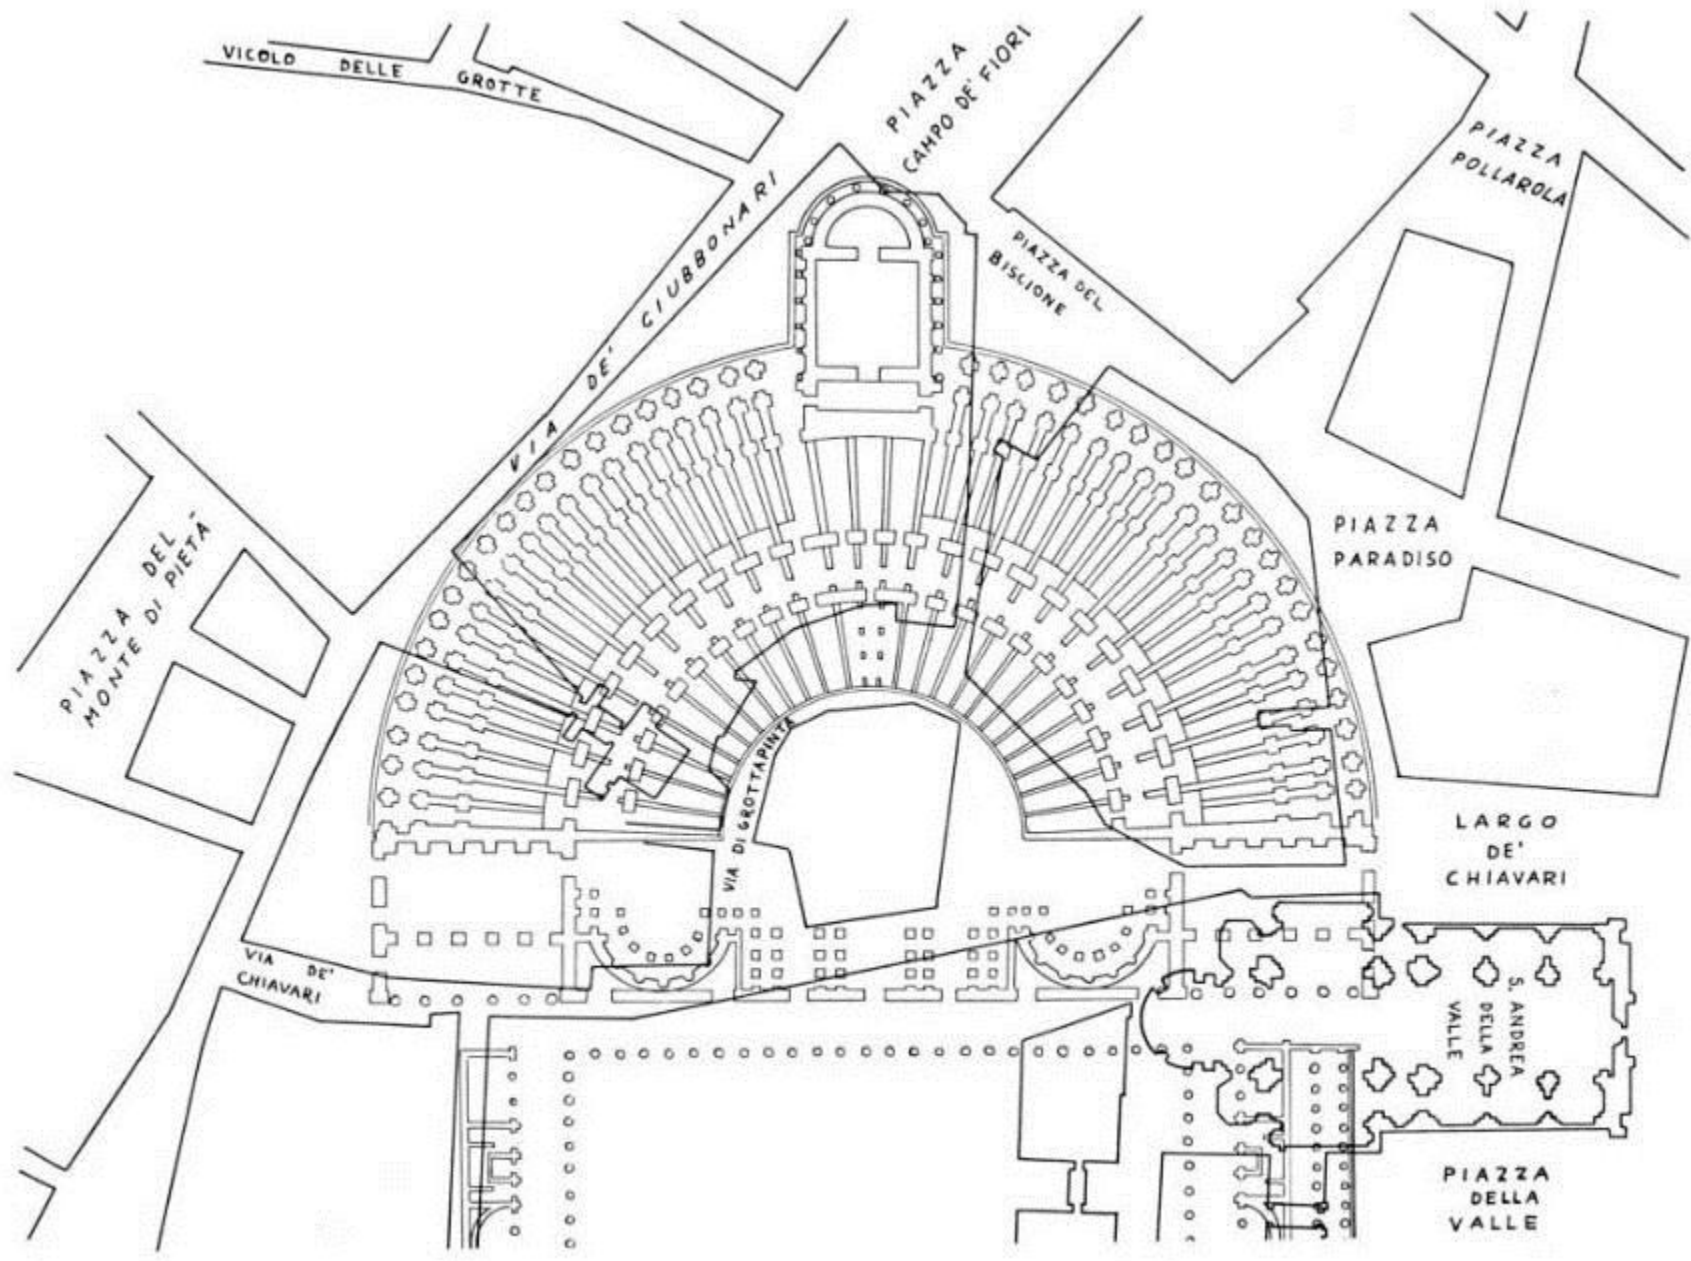 VICOLO DELLE GROTTE
PIAZZA
CAMPO DE' FIORI
PIAZZA
POLLAROLA
VIA DE' GIUBBONARI
PIAZZA DEL
BISCIONE
PIAZZA DEL
MONTE DI PIETÀ
PIAZZA
PARADISO
VIA DI GROTTAPINTA
LARGO
DE'
CHIAVARI
VIA DE'
CHIAVARI
S. ANDREA
DELLA
VALLE
PIAZZA
DELLA
VALLE